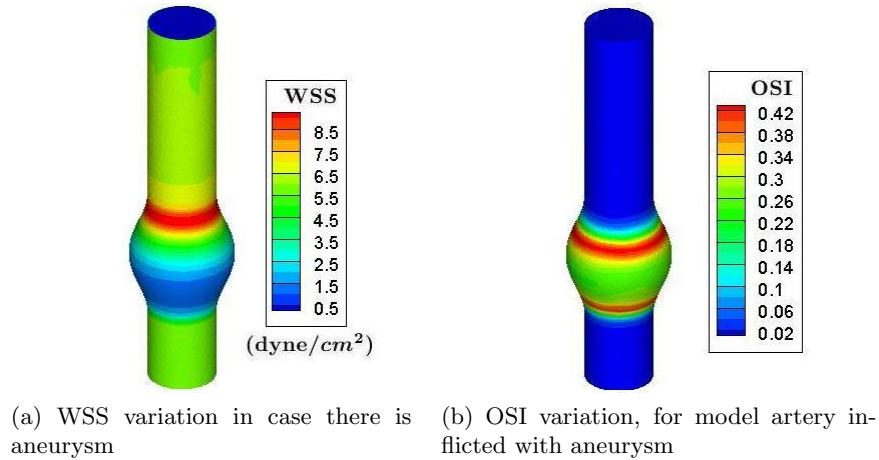 WSS
8.5
7.5
6.5
5.5
4.5
3.5
2.5
1.5
0.5
(dyne/cm²)
OSI
0.42
0.38
0.34
0.3
0.26
0.22
0.18
0.14
0.1
0.06
0.02
(a) WSS variation in case there is
aneurysm
(b) OSI variation, for model artery in-
flicted with aneurysm